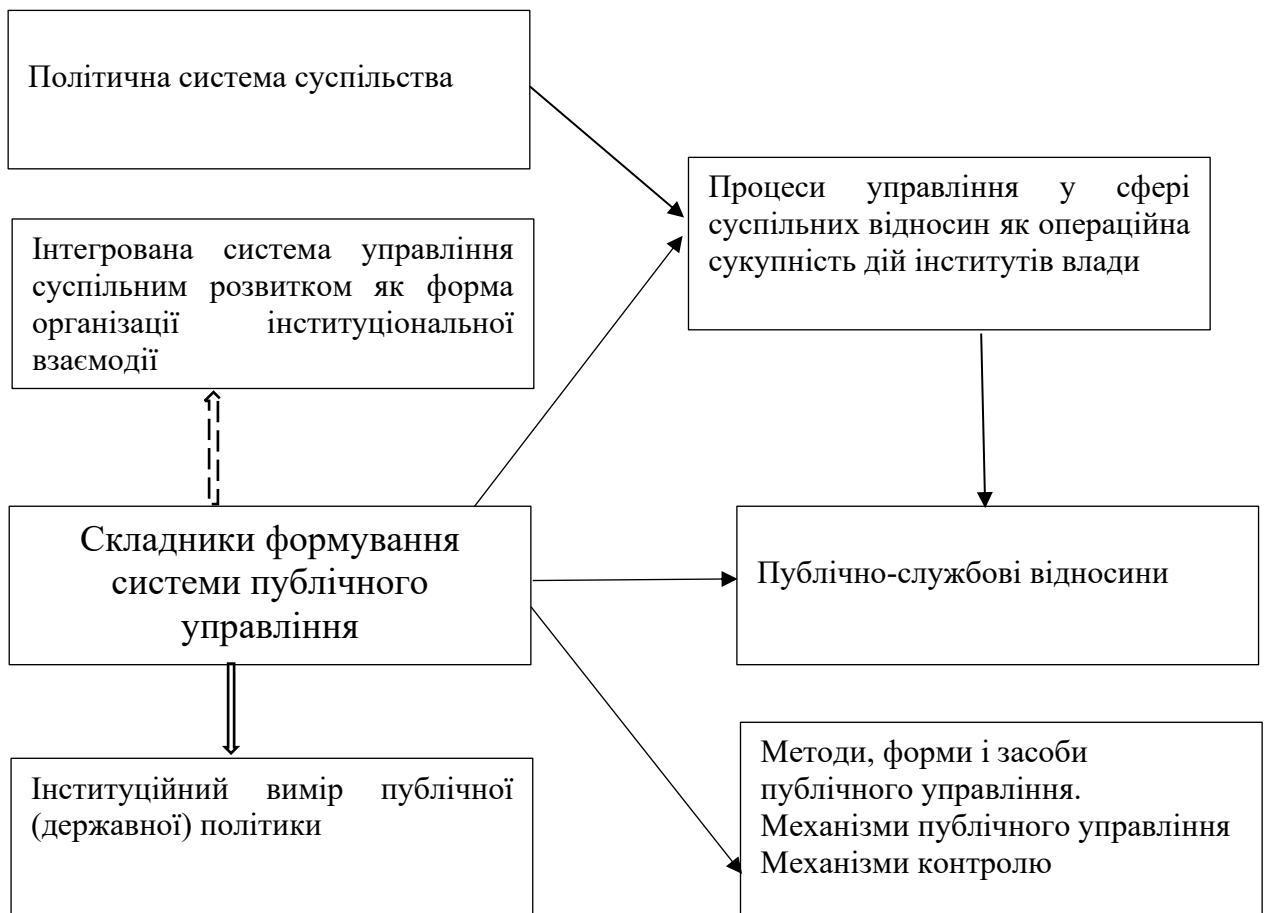 Політична система суспільства
Процеси управління у сфері
суспільних відносин як операційна
сукупність дій інститутів влади
Інтегрована система управління
суспільним розвитком як форма
організації інституціональної
взаємодії
Складники формування
системи публічного
управління
Публічно-службові відносини
Інституційний вимір публічної
(державної) політики
Методи, форми і засоби
публічного управління.
Механізми публічного управління
Механізми контролю